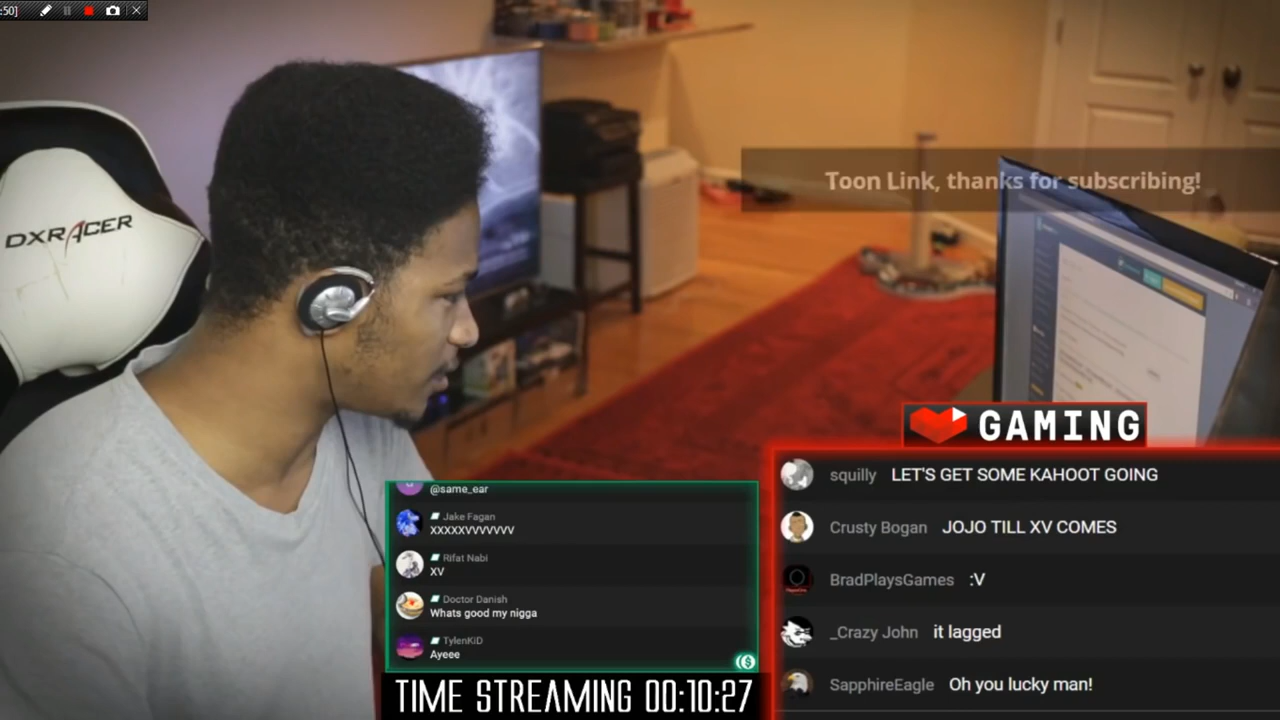 :50]
DXRACER
Toon Link, thanks for subscribing!
GAMING
squilly LET'S GET SOME KAHOOT GOING
Crusty Bogan JOJO TILL XV COMES
BradPlaysGames :V
_Crazy John it lagged
SapphireEagle Oh you lucky man!
@same_ear
Jake Fagan
XXXXXVVVVVVV
Rifat Nabi
XV
Doctor Danish
Whats good my nigga
TylenKiD
Ayeee
TIME STREAMING 00:10:27